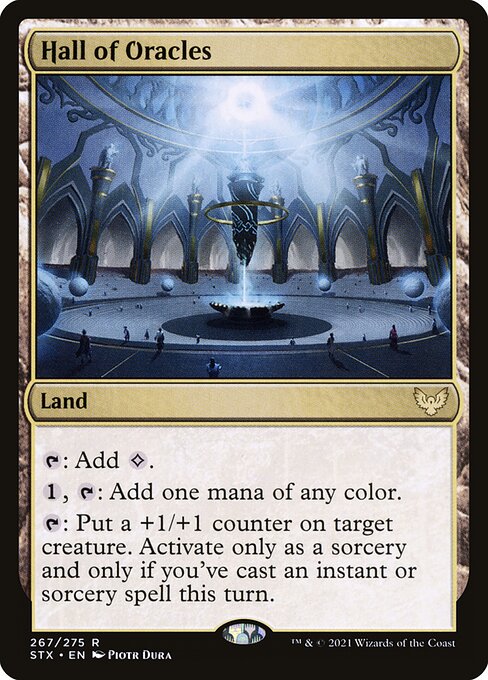 Hall of Oracles
Land
: Add .
1, : Add one mana of any color.
: Put a +1/+1 counter on target
creature. Activate only as a sorcery
and only if you've cast an instant or
sorcery spell this turn.
267/275 R
STX • EN Piotr Dura
™ & © 2021 Wizards of the Coast